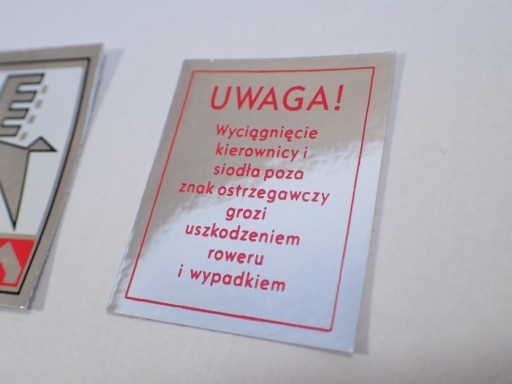 UWAGA!
Wyciągnięcie
kierownicy i
siodła poza
znak ostrzegawczy
grozi
uszkodzeniem
roweru
i wypadkiem